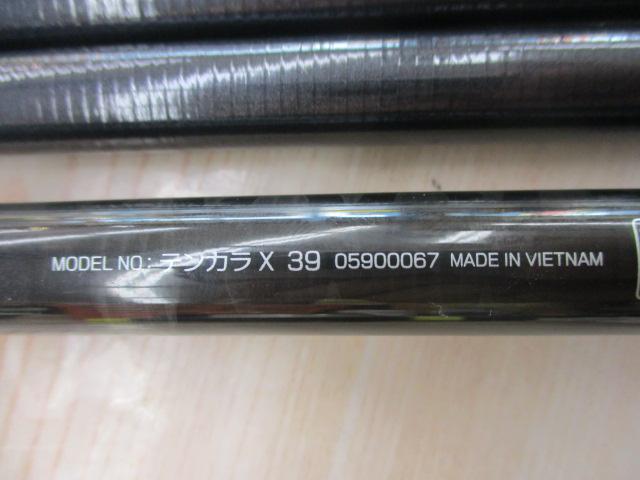 MODEL NO.: テンカラ X 39 05900067 MADE IN VIETNAM